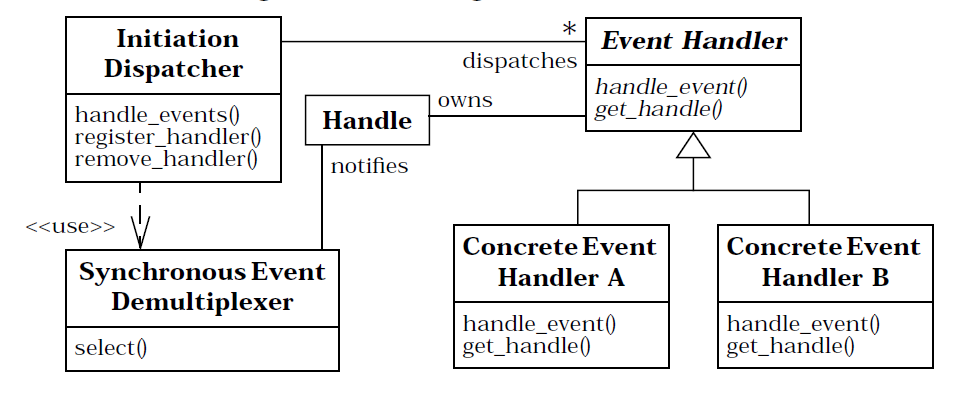 Initiation
Dispatcher
handle_events()
register_handler()
remove_handler()
*
dispatches
Event Handler
handle_event()
get_handle()
Handle
owns
notifies
<<use>>
Synchronous Event
Demultiplexer
select()
Concrete Event
Handler A
handle_event()
get_handle()
Concrete Event
Handler B
handle_event()
get_handle()